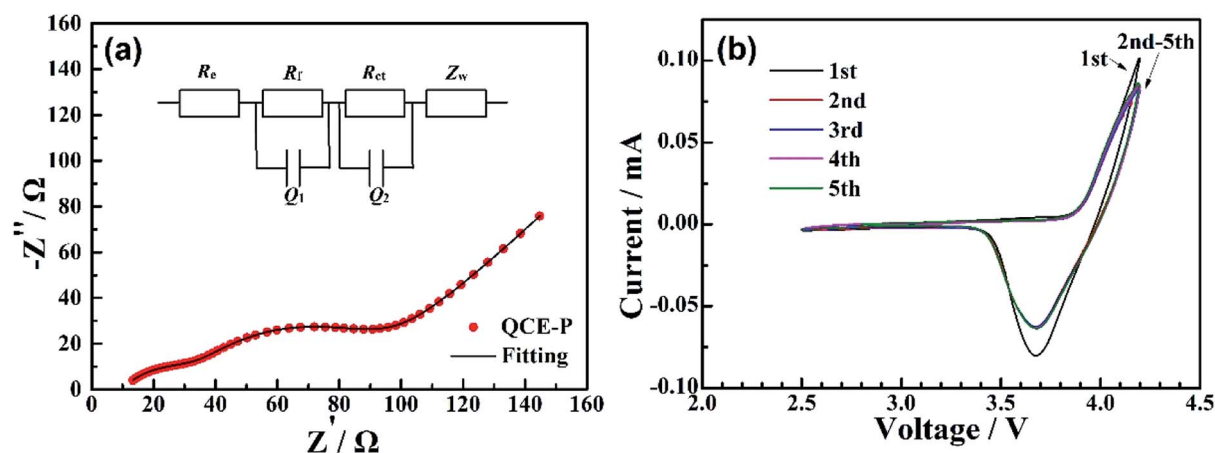 (a)
160
140
120
100
80
60
40
20
0
-Z''/ Ω
Re Rf Rct Zw
Q1 Q2
QCE-P
Fitting
0 20 40 60 80 100 120 140 160
Z'/ Ω
(b)
0.10
0.05
0.00
-0.05
-0.10
Current / mA
1st
2nd
3rd
4th
5th
2nd-5th
1st
2.0 2.5 3.0 3.5 4.0 4.5
Voltage / V